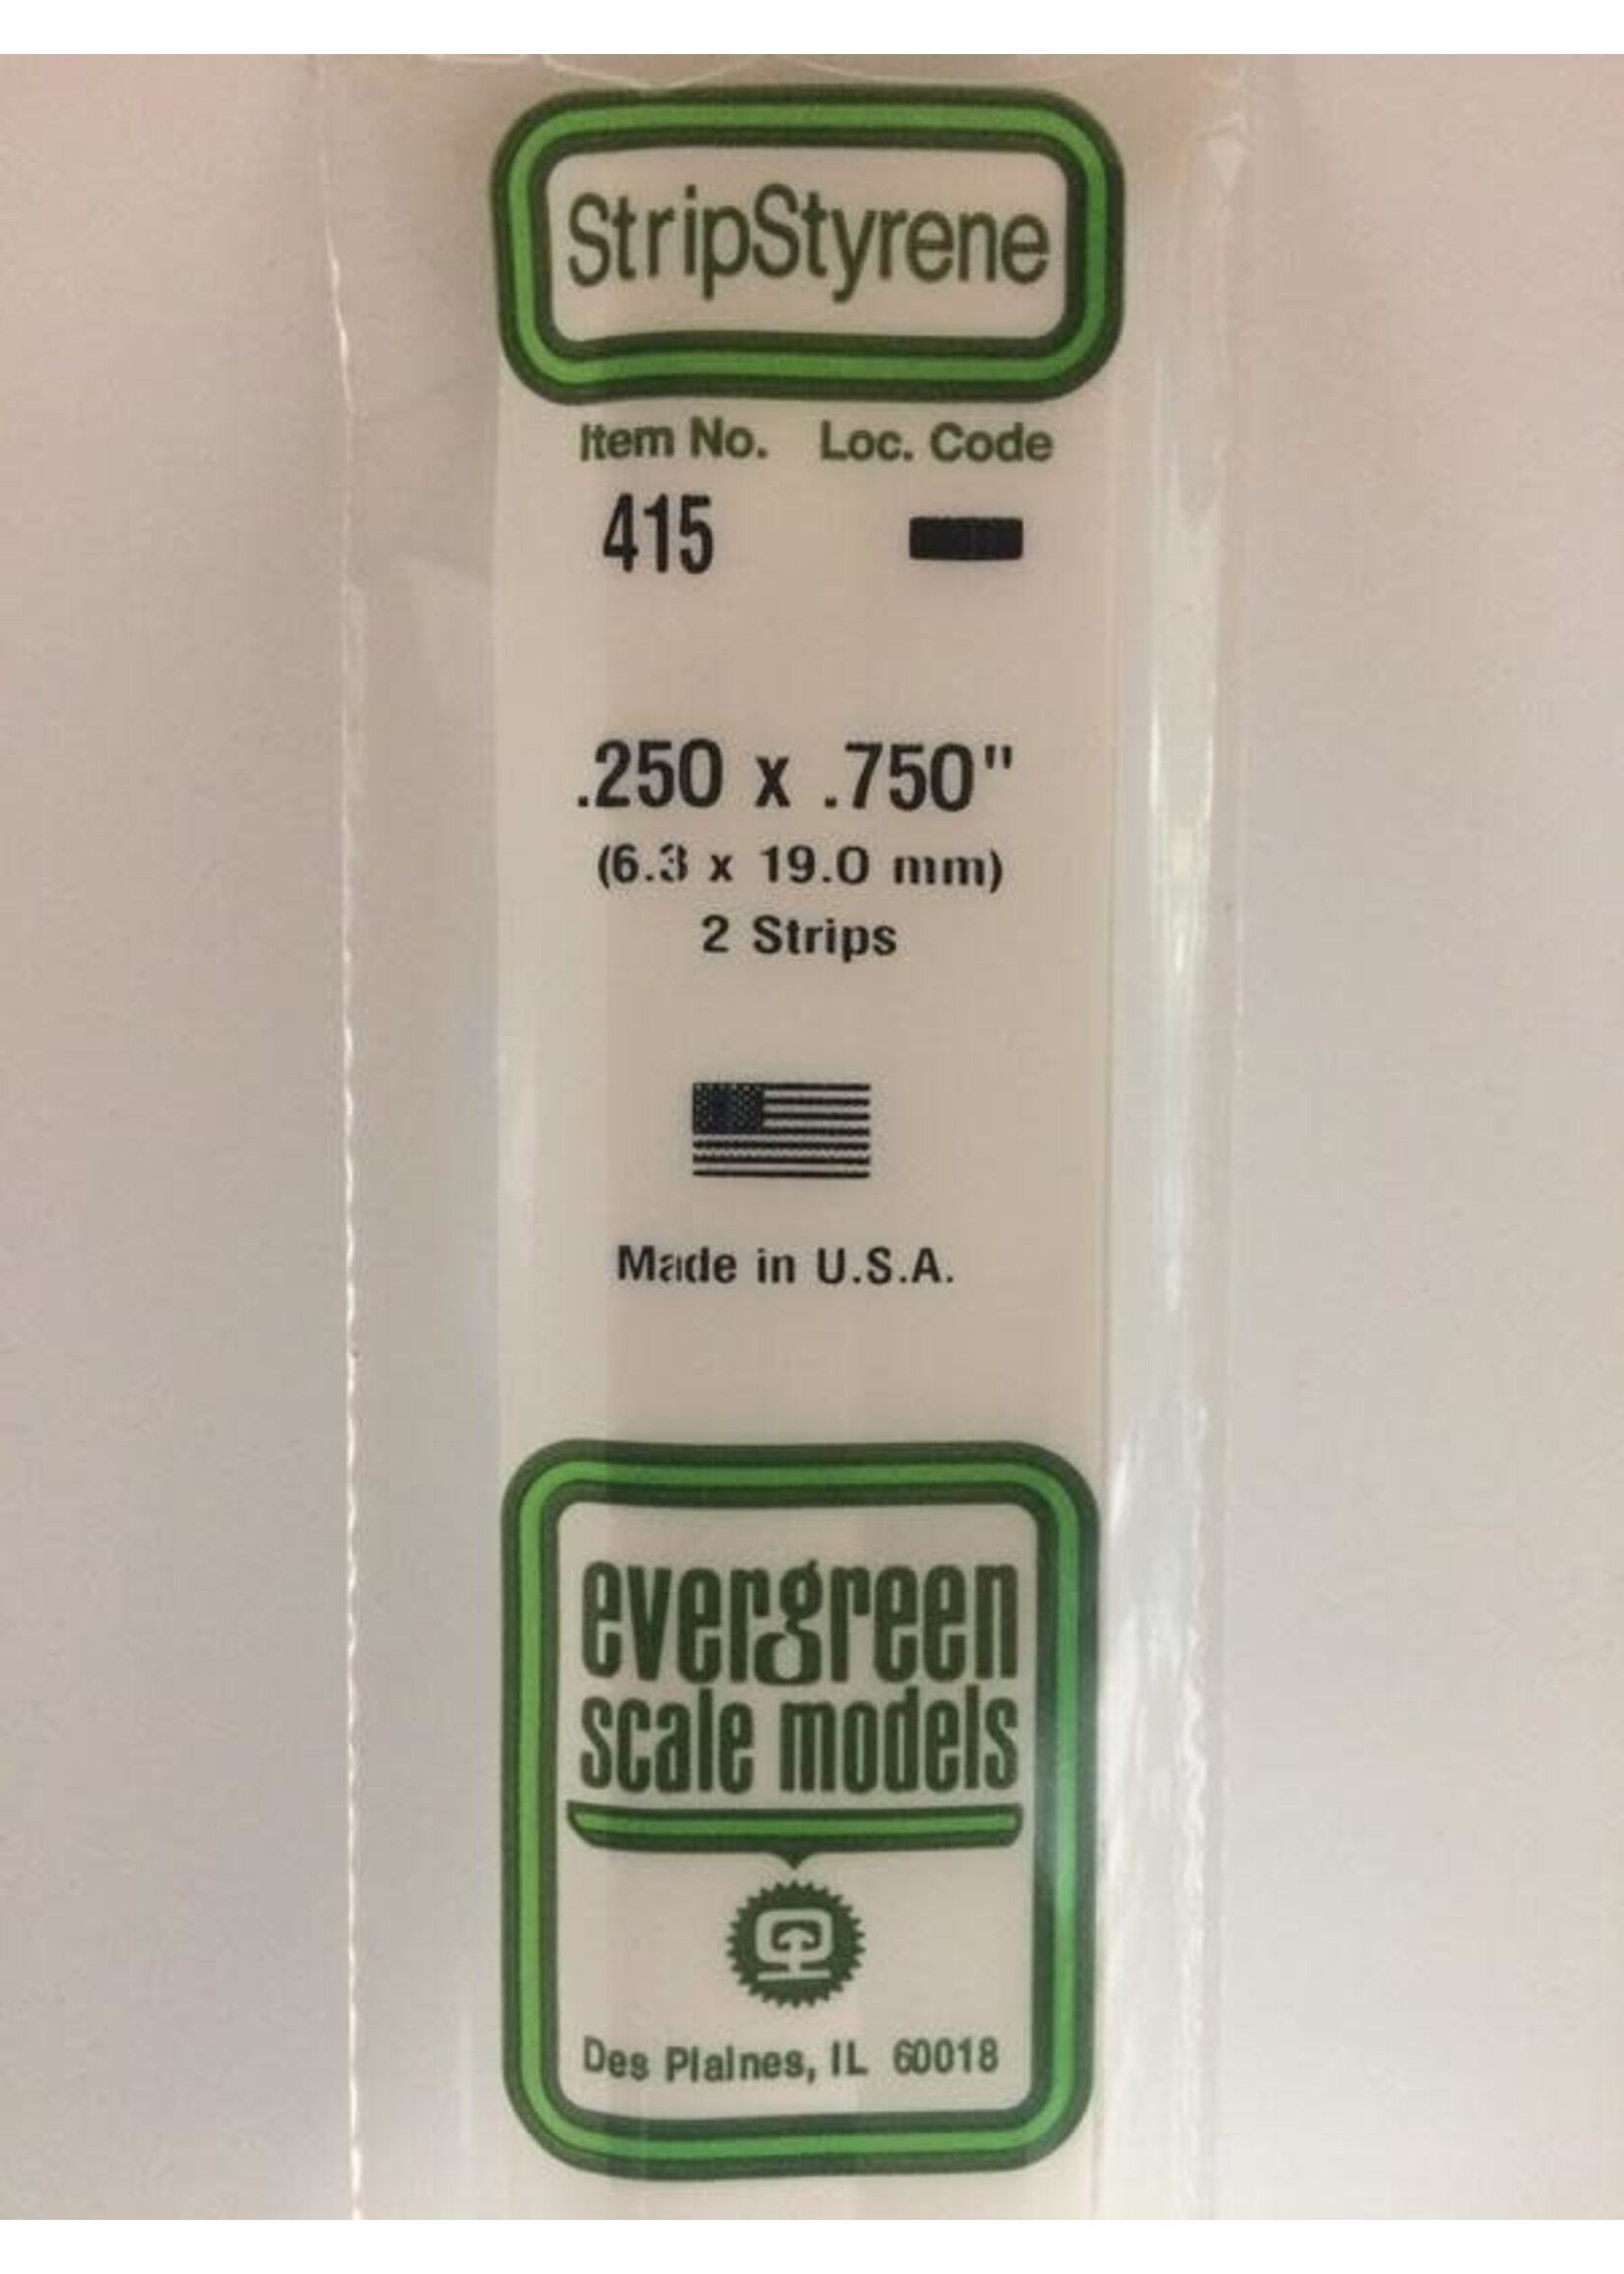 StripStyrene
Item No. Loc. Code
415
.250 x .750"
(6.3 x 19.0 mm)
2 Strips
Made in U.S.A.
evergreen
scale models
Des Plaines, IL 60018